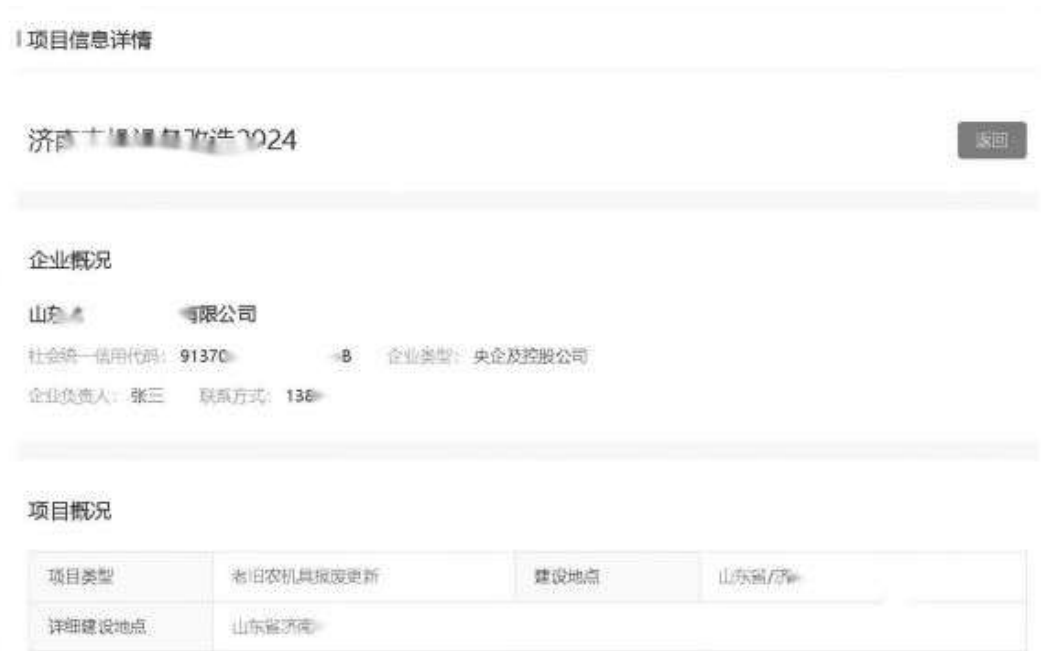 项目信息详情
济南 2024
返回
企业概况
山东 有限公司
社会统一信用代码: 91370 B 企业类型: 央企及控股公司
企业负责人: 张三 联系方式: 138
项目概况
项目类型 老旧农机具报废更新 建设地点 山东省/济
详细建设地点 山东省济南